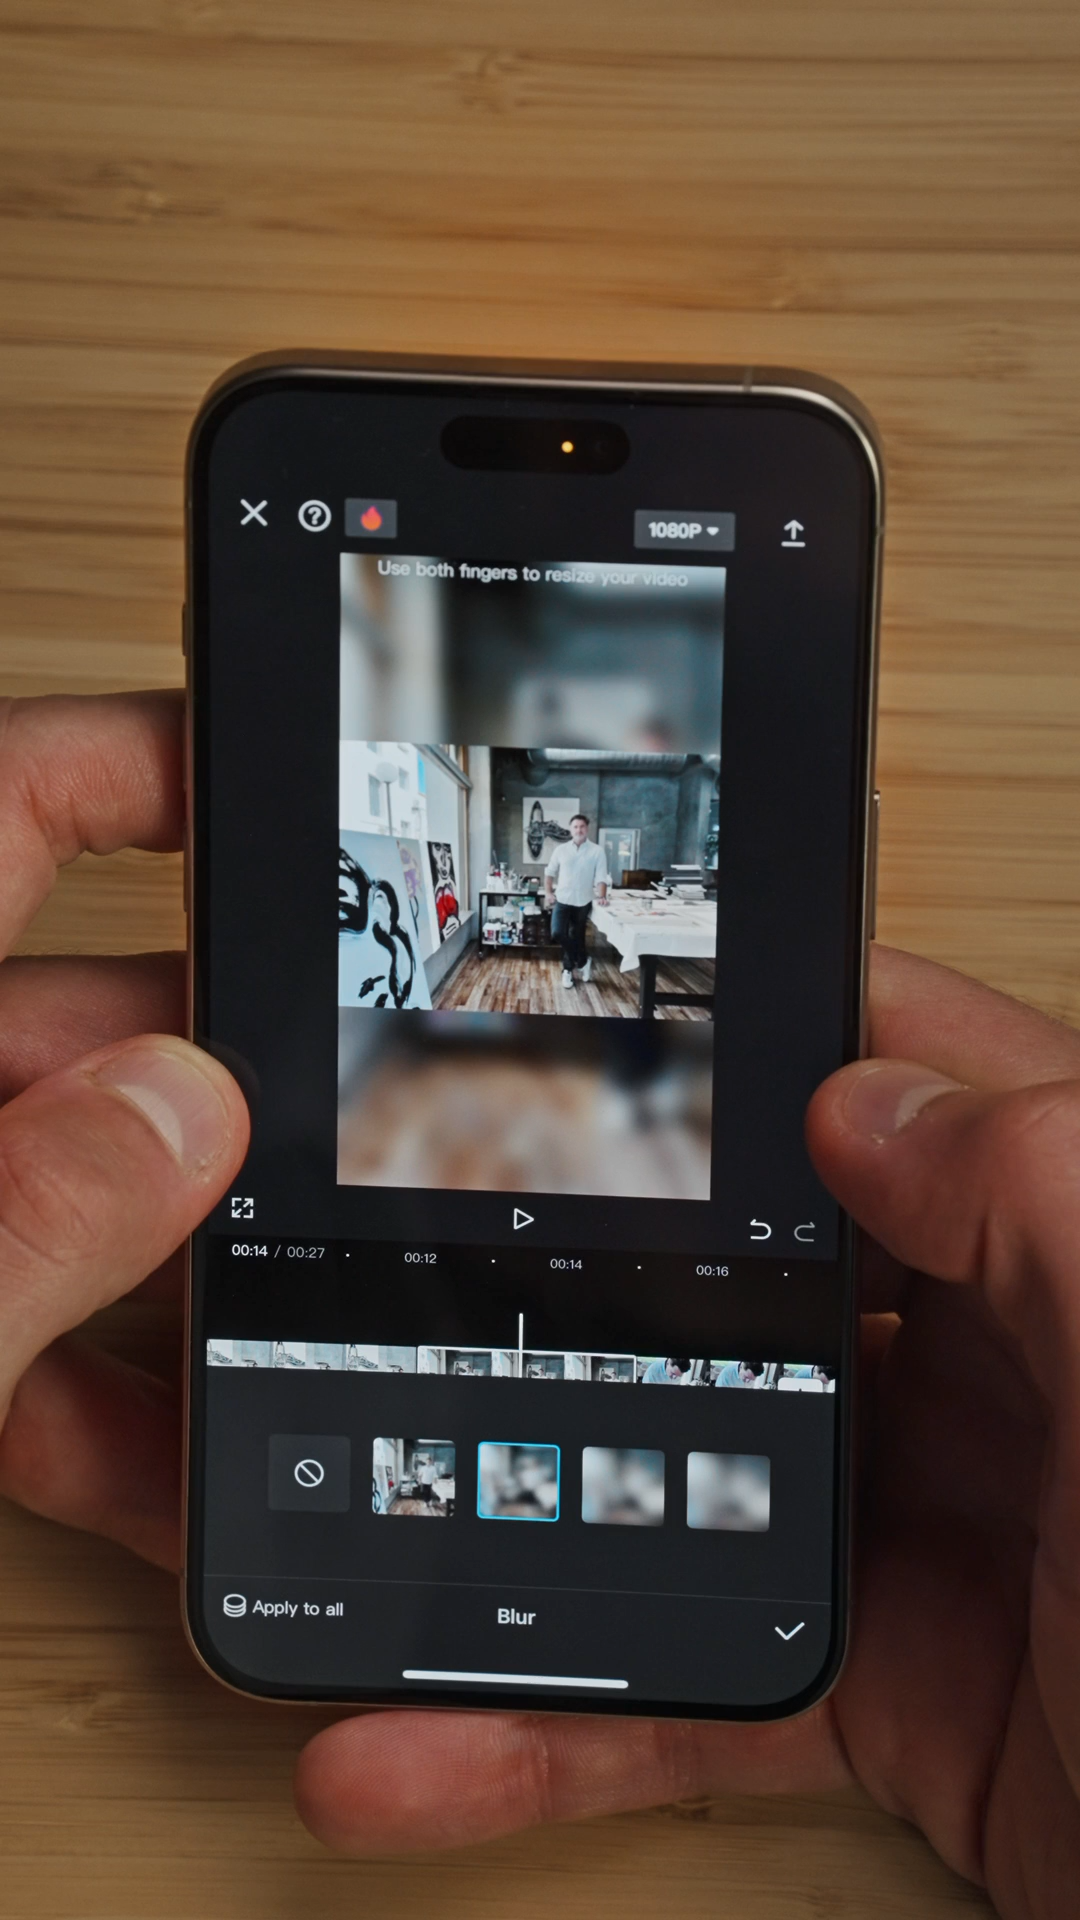 1080P
Use both fingers to resize your video
00:14 / 00:27
00:12
00:14
00:16
Apply to all
Blur